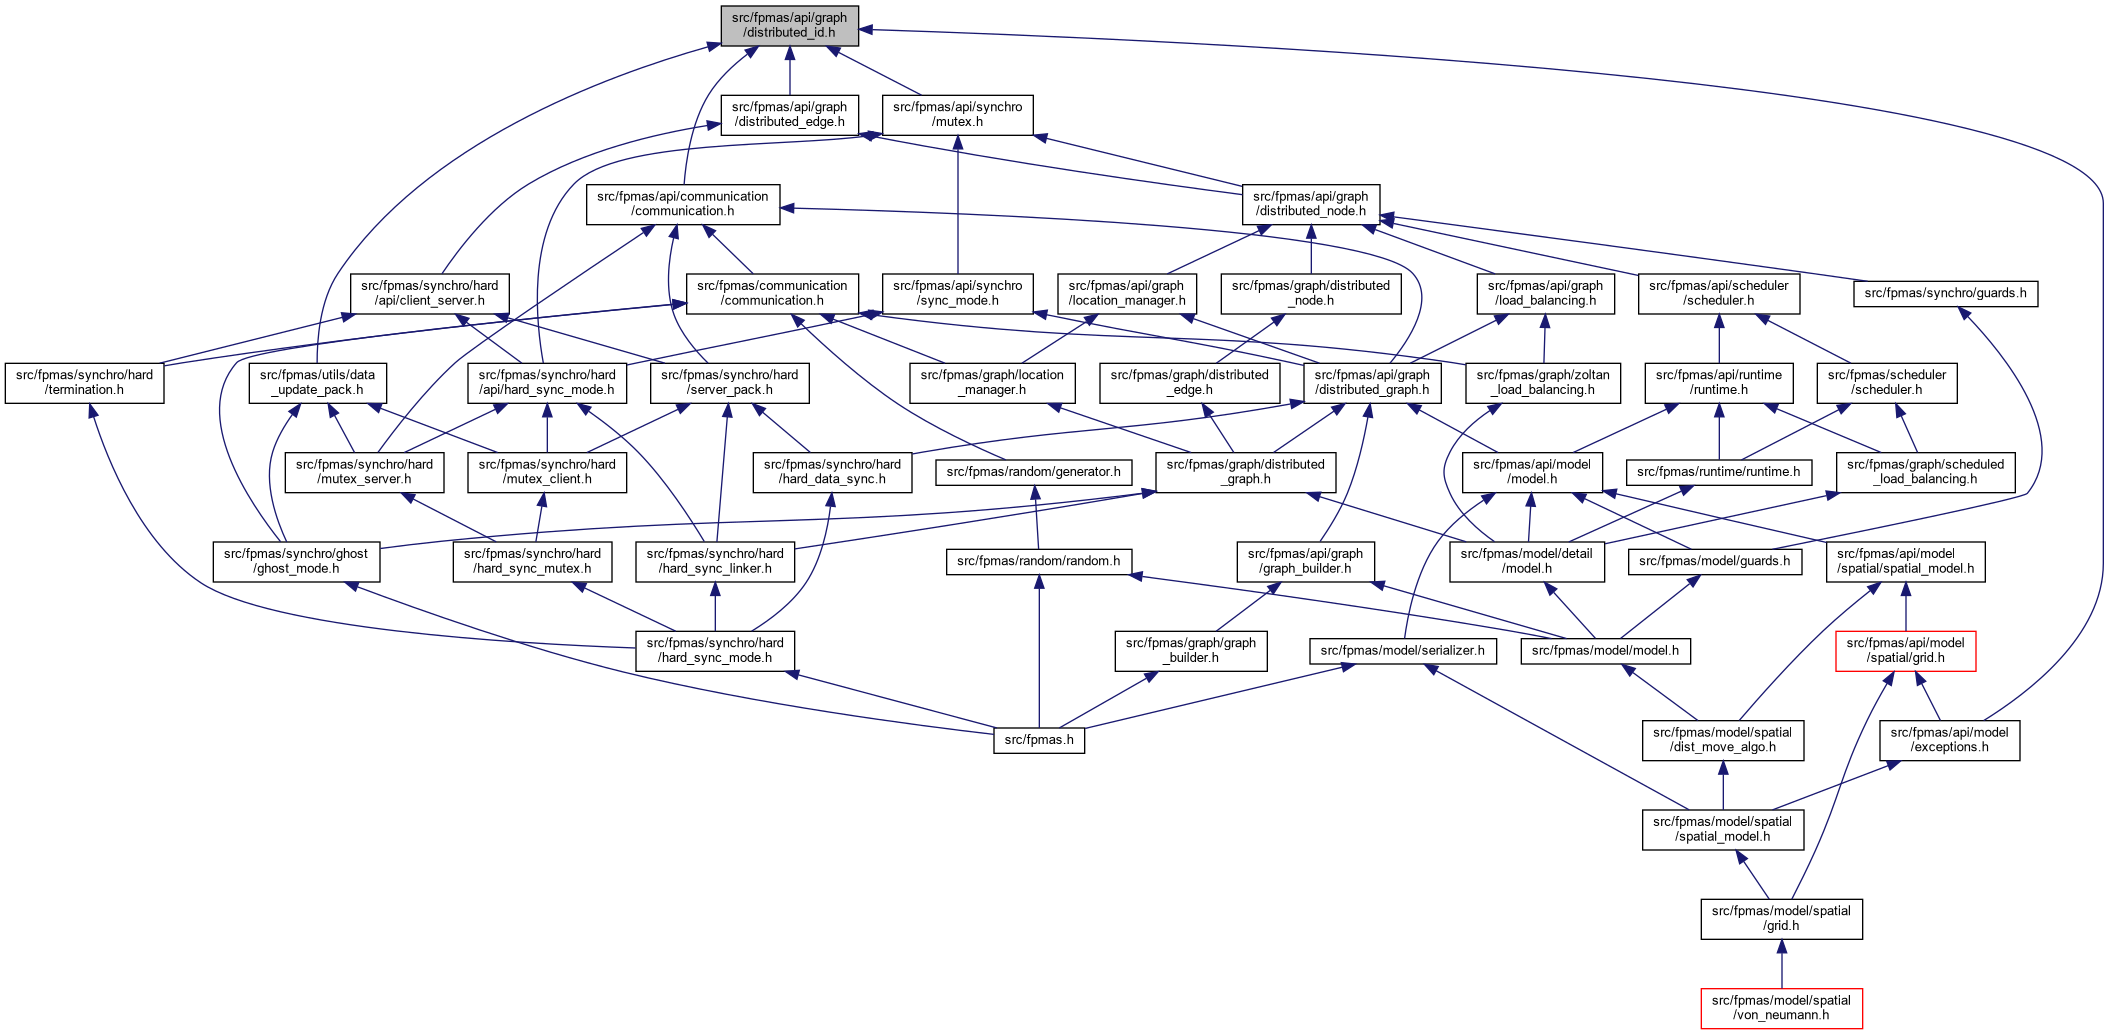 src/fpmas/api/graph
/distributed_id.h
src/fpmas/api/graph
/distributed_edge.h
src/fpmas/api/synchro
/mutex.h
src/fpmas/api/communication
/communication.h
src/fpmas/api/graph
/distributed_node.h
src/fpmas/synchro/hard
/api/client_server.h
src/fpmas/communication
/communication.h
src/fpmas/api/synchro
/sync_mode.h
src/fpmas/api/graph
/location_manager.h
src/fpmas/graph/distributed
_node.h
src/fpmas/api/graph
/load_balancing.h
src/fpmas/api/scheduler
/scheduler.h
src/fpmas/synchro/guards.h
src/fpmas/synchro/hard
/termination.h
src/fpmas/utils/data
_update_pack.h
src/fpmas/synchro/hard
/api/hard_sync_mode.h
src/fpmas/synchro/hard
/server_pack.h
src/fpmas/graph/location
_manager.h
src/fpmas/graph/distributed
_edge.h
src/fpmas/api/graph
/distributed_graph.h
src/fpmas/graph/zoltan
_load_balancing.h
src/fpmas/api/runtime
/runtime.h
src/fpmas/scheduler
/scheduler.h
src/fpmas/synchro/hard
/mutex_server.h
src/fpmas/synchro/hard
/mutex_client.h
src/fpmas/synchro/hard
/hard_data_sync.h
src/fpmas/random/generator.h
src/fpmas/graph/distributed
_graph.h
src/fpmas/api/model
/model.h
src/fpmas/runtime/runtime.h
src/fpmas/graph/scheduled
_load_balancing.h
src/fpmas/synchro/ghost
/ghost_mode.h
src/fpmas/synchro/hard
/hard_sync_mutex.h
src/fpmas/synchro/hard
/hard_sync_linker.h
src/fpmas/random/random.h
src/fpmas/api/graph
/graph_builder.h
src/fpmas/model/detail
/model.h
src/fpmas/model/guards.h
src/fpmas/api/model
/spatial/spatial_model.h
src/fpmas/synchro/hard
/hard_sync_mode.h
src/fpmas/graph/graph
_builder.h
src/fpmas/model/serializer.h
src/fpmas/model/model.h
src/fpmas/api/model
/spatial/grid.h
src/fpmas.h
src/fpmas/model/spatial
/dist_move_algo.h
src/fpmas/api/model
/exceptions.h
src/fpmas/model/spatial
/spatial_model.h
src/fpmas/model/spatial
/grid.h
src/fpmas/model/spatial
/von_neumann.h